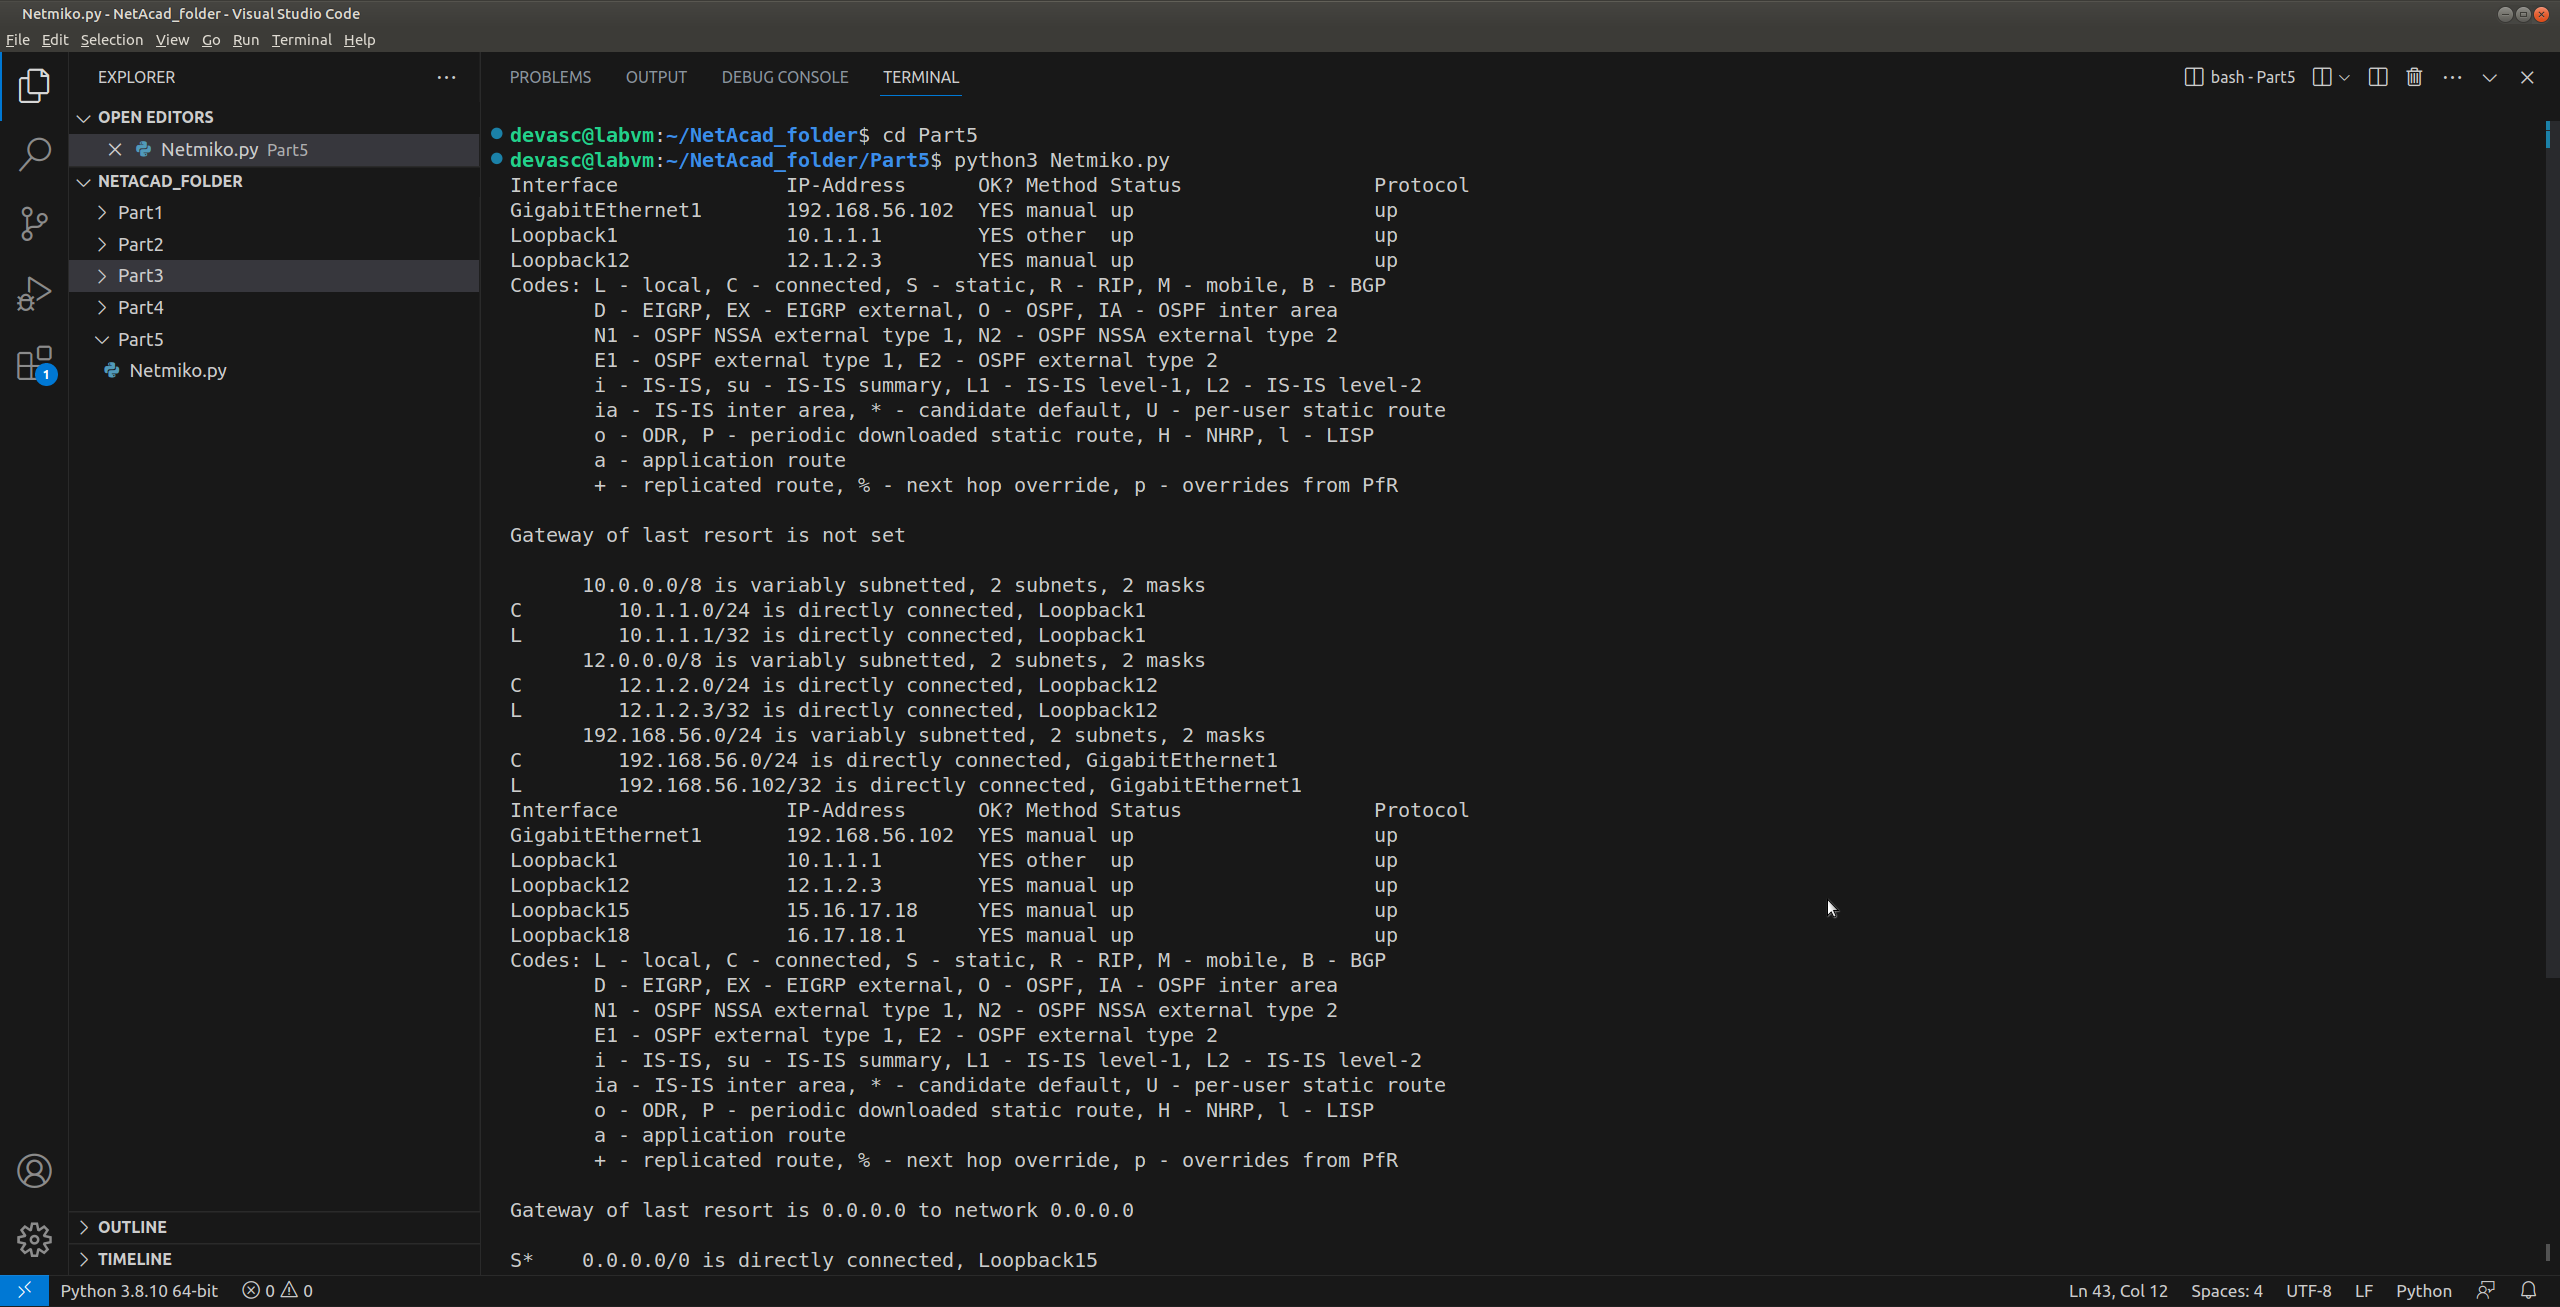 Netmiko.py - NetAcad_folder - Visual Studio Code
File Edit Selection View Go Run Terminal Help
EXPLORER
OPEN EDITORS
Netmiko.py Part5
NETACAD_FOLDER
Part1
Part2
Part3
Part4
Part5
Netmiko.py
1
OUTLINE
TIMELINE
PROBLEMS OUTPUT DEBUG CONSOLE TERMINAL
bash - Part5
devasc@labvm:~/NetAcad_folder$ cd Part5
devasc@labvm:~/NetAcad_folder/Part5$ python3 Netmiko.py
Interface              IP-Address      OK? Method Status                Protocol
GigabitEthernet1       192.168.56.102  YES manual up                    up
Loopback1              10.1.1.1        YES other  up                    up
Loopback12             12.1.2.3        YES manual up                    up
Codes: L - local, C - connected, S - static, R - RIP, M - mobile, B - BGP
       D - EIGRP, EX - EIGRP external, O - OSPF, IA - OSPF inter area
       N1 - OSPF NSSA external type 1, N2 - OSPF NSSA external type 2
       E1 - OSPF external type 1, E2 - OSPF external type 2
       i - IS-IS, su - IS-IS summary, L1 - IS-IS level-1, L2 - IS-IS level-2
       ia - IS-IS inter area, * - candidate default, U - per-user static route
       o - ODR, P - periodic downloaded static route, H - NHRP, l - LISP
       a - application route
       + - replicated route, % - next hop override, p - overrides from PfR
Gateway of last resort is not set
      10.0.0.0/8 is variably subnetted, 2 subnets, 2 masks
C        10.1.1.0/24 is directly connected, Loopback1
L        10.1.1.1/32 is directly connected, Loopback1
      12.0.0.0/8 is variably subnetted, 2 subnets, 2 masks
C        12.1.2.0/24 is directly connected, Loopback12
L        12.1.2.3/32 is directly connected, Loopback12
      192.168.56.0/24 is variably subnetted, 2 subnets, 2 masks
C        192.168.56.0/24 is directly connected, GigabitEthernet1
L        192.168.56.102/32 is directly connected, GigabitEthernet1
Interface              IP-Address      OK? Method Status                Protocol
GigabitEthernet1       192.168.56.102  YES manual up                    up
Loopback1              10.1.1.1        YES other  up                    up
Loopback12             12.1.2.3        YES manual up                    up
Loopback15             15.16.17.18     YES manual up                    up
Loopback18             16.17.18.1      YES manual up                    up
Codes: L - local, C - connected, S - static, R - RIP, M - mobile, B - BGP
       D - EIGRP, EX - EIGRP external, O - OSPF, IA - OSPF inter area
       N1 - OSPF NSSA external type 1, N2 - OSPF NSSA external type 2
       E1 - OSPF external type 1, E2 - OSPF external type 2
       i - IS-IS, su - IS-IS summary, L1 - IS-IS level-1, L2 - IS-IS level-2
       ia - IS-IS inter area, * - candidate default, U - per-user static route
       o - ODR, P - periodic downloaded static route, H - NHRP, l - LISP
       a - application route
       + - replicated route, % - next hop override, p - overrides from PfR
Gateway of last resort is 0.0.0.0 to network 0.0.0.0
S*    0.0.0.0/0 is directly connected, Loopback15
Python 3.8.10 64-bit 0 0 Ln 43, Col 12 Spaces: 4 UTF-8 LF Python